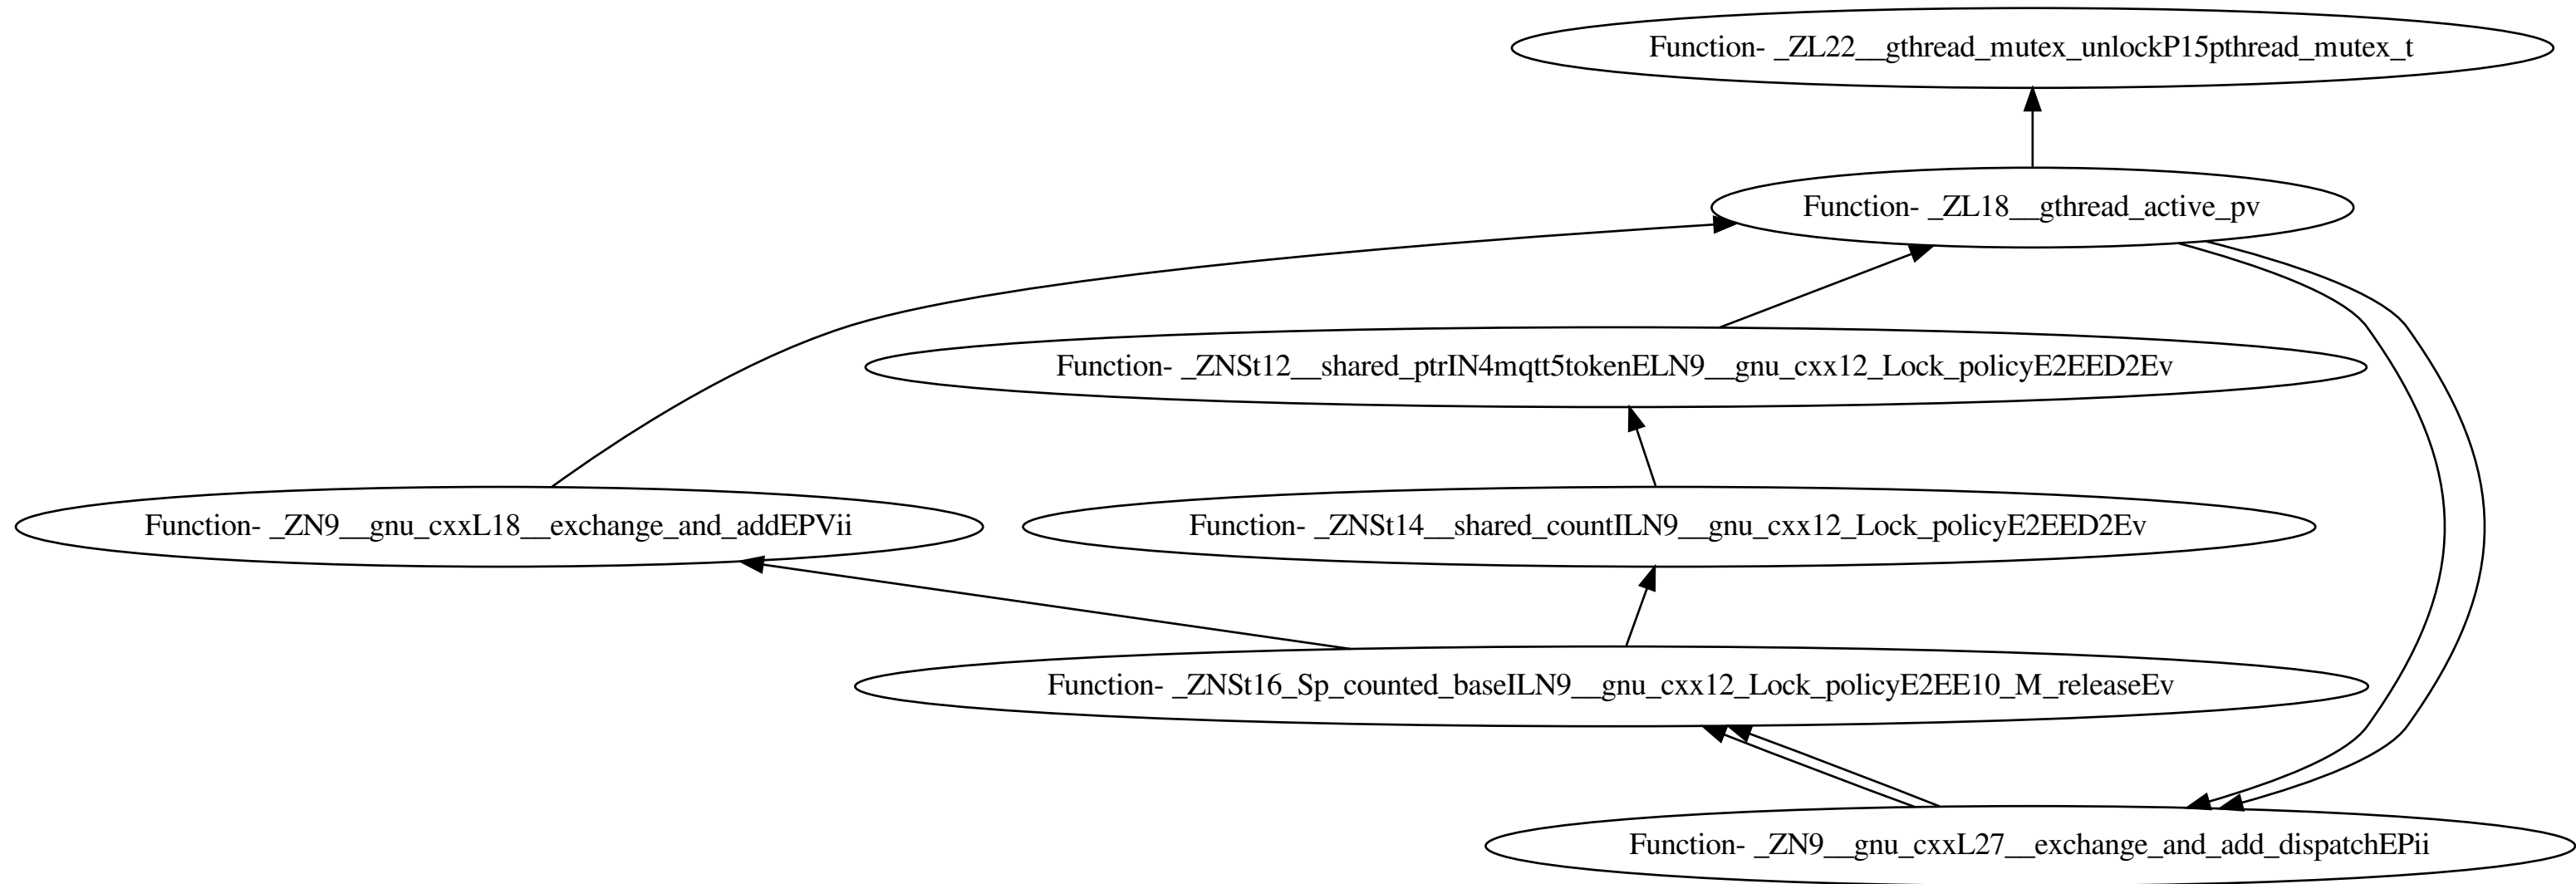 Function- _ZL22__gthread_mutex_unlockP15pthread_mutex_t
Function- _ZL18__gthread_active_pv
Function- _ZNSt12__shared_ptrIN4mqtt5tokenELN9__gnu_cxx12_Lock_policyE2EED2Ev
Function- _ZN9__gnu_cxxL18__exchange_and_addEPVii
Function- _ZNSt14__shared_countILN9__gnu_cxx12_Lock_policyE2EED2Ev
Function- _ZNSt16_Sp_counted_baseILN9__gnu_cxx12_Lock_policyE2EE10_M_releaseEv
Function- _ZN9__gnu_cxxL27__exchange_and_add_dispatchEPii